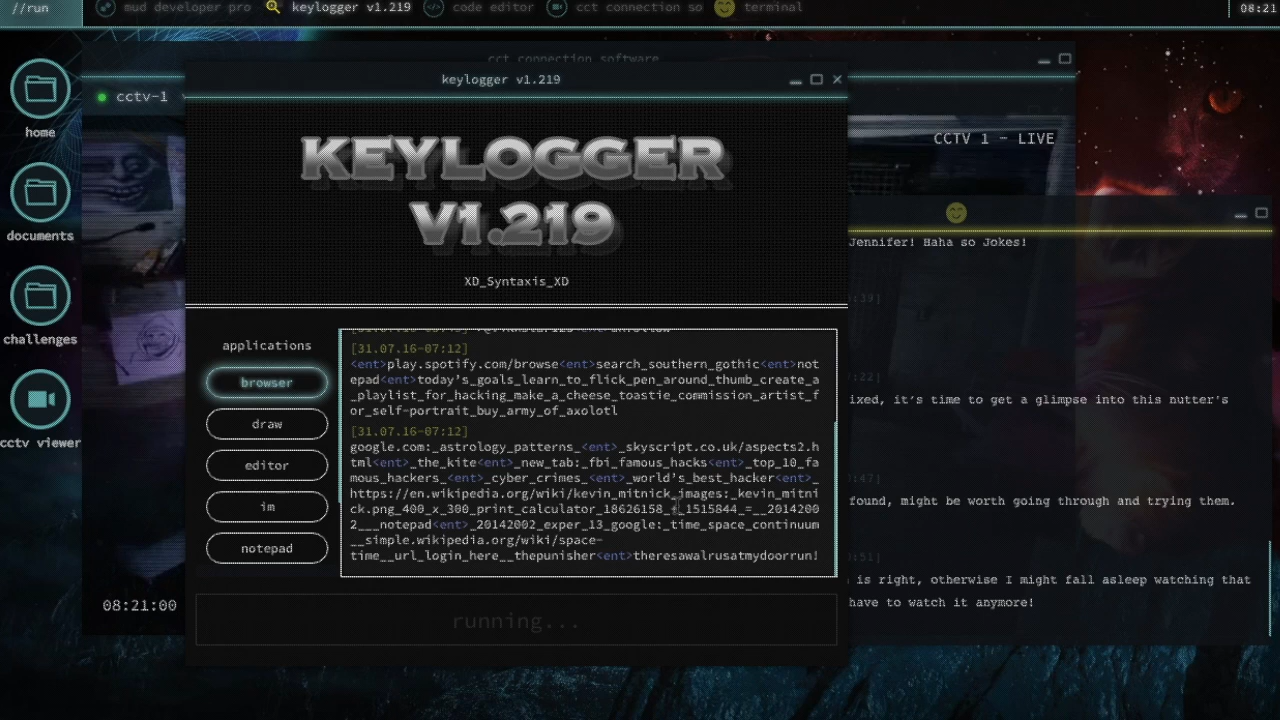 //run
mud developer pro
keylogger v1.219
code editor
cct connection so
terminal
08:21
cct connection software
keylogger v1.219
cctv-1
CCTV 1 - LIVE
home
documents
challenges
cctv viewer
KEYLOGGER
V1.219
XD_Syntaxis_XD
applications
browser
draw
editor
im
notepad
[31.07.16-07:12]
<ent>play.spotify.com/browse<ent>search_southern_gothic<ent>not
epad<ent>today's_goals_learn_to_flick_pen_around_thumb_create_a
_playlist_for_hacking_make_a_cheese_toastie_commission_artist_f
or_self-portrait_buy_army_of_axolotl
[31.07.16-07:12]
google.com:_astrology_patterns_<ent>_skyscript.co.uk/aspects2.h
tml<ent>_the_kite<ent>_new_tab:_fbi_famous_hacks<ent>_top_10_fa
mous_hackers_<ent>_cyber_crimes_<ent>_world's_best_hacker<ent>_
https://en.wikipedia.org/wiki/kevin_mitnick_images:_kevin_mitni
ck.png_400_x_300_print_calculator_18626158_+_1515844_=__2014200
2___notepad<ent>_20142002_exper_13_google:_time_space_continuum
__simple.wikipedia.org/wiki/space-
time__url_login_here__thepunisher<ent>theresawalrusatmydoorrun!
running...
08:21:00
Jennifer! Haha so Jokes!
:39]
:22]
ixed, it's time to get a glimpse into this nutter's
:47]
found, might be worth going through and trying them.
:51]
is right, otherwise I might fall asleep watching that
have to watch it anymore!